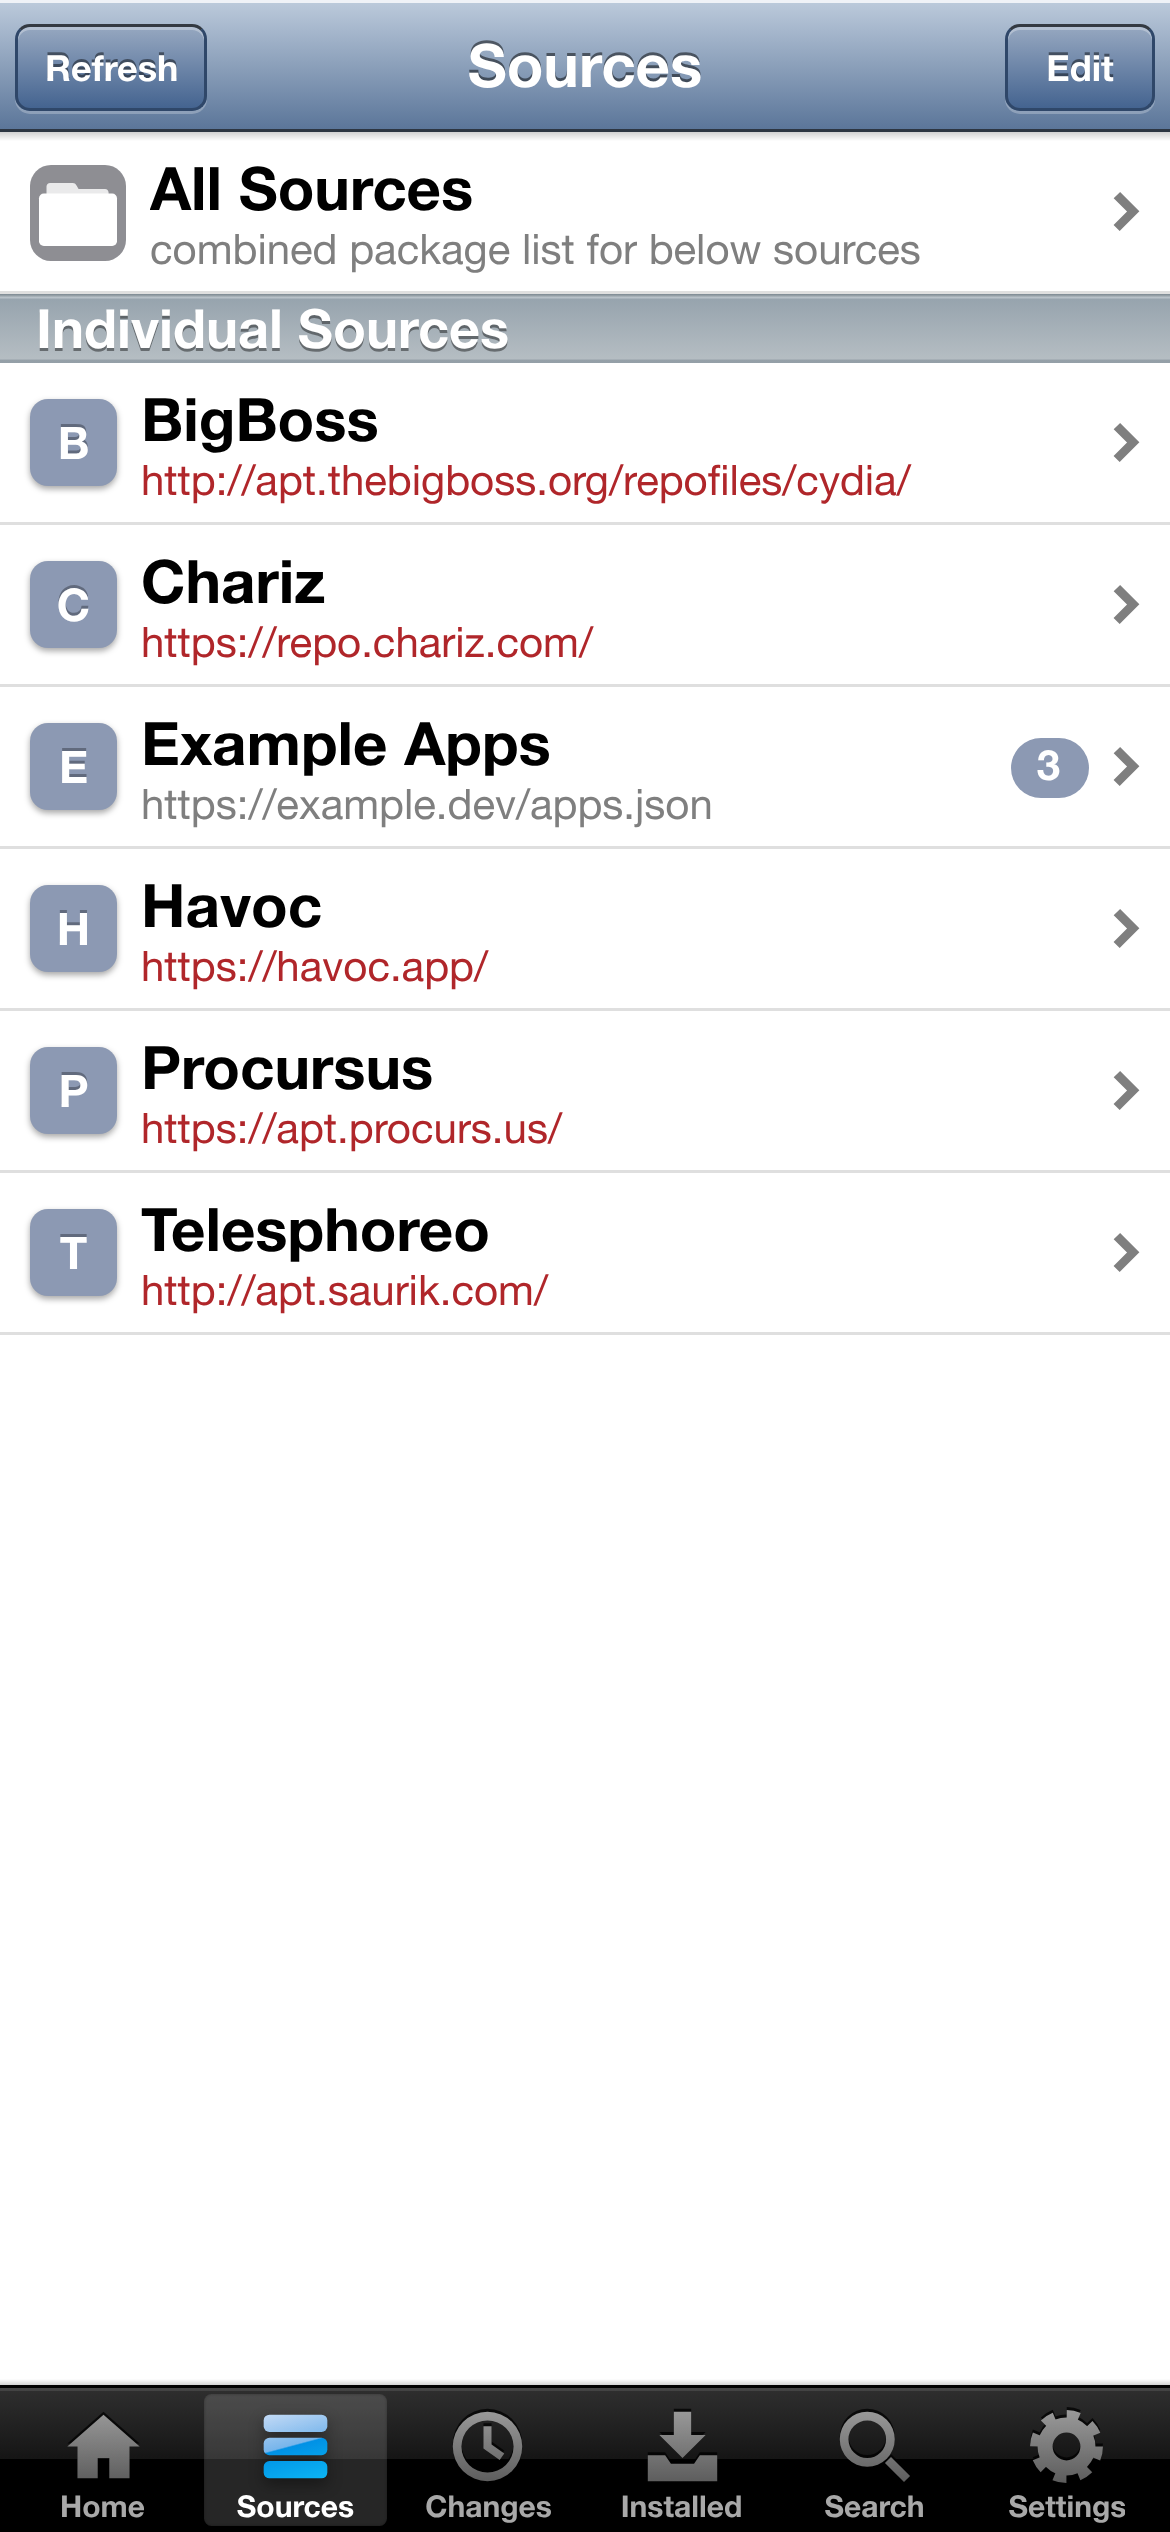 Refresh
Sources
Edit
All Sources
combined package list for below sources
Individual Sources
B
BigBoss
http://apt.thebigboss.org/repofiles/cydia/
C
Chariz
https://repo.chariz.com/
E
Example Apps
https://example.dev/apps.json
3
H
Havoc
https://havoc.app/
P
Procursus
https://apt.procurs.us/
T
Telesphoreo
http://apt.saurik.com/
Home
Sources
Changes
Installed
Search
Settings